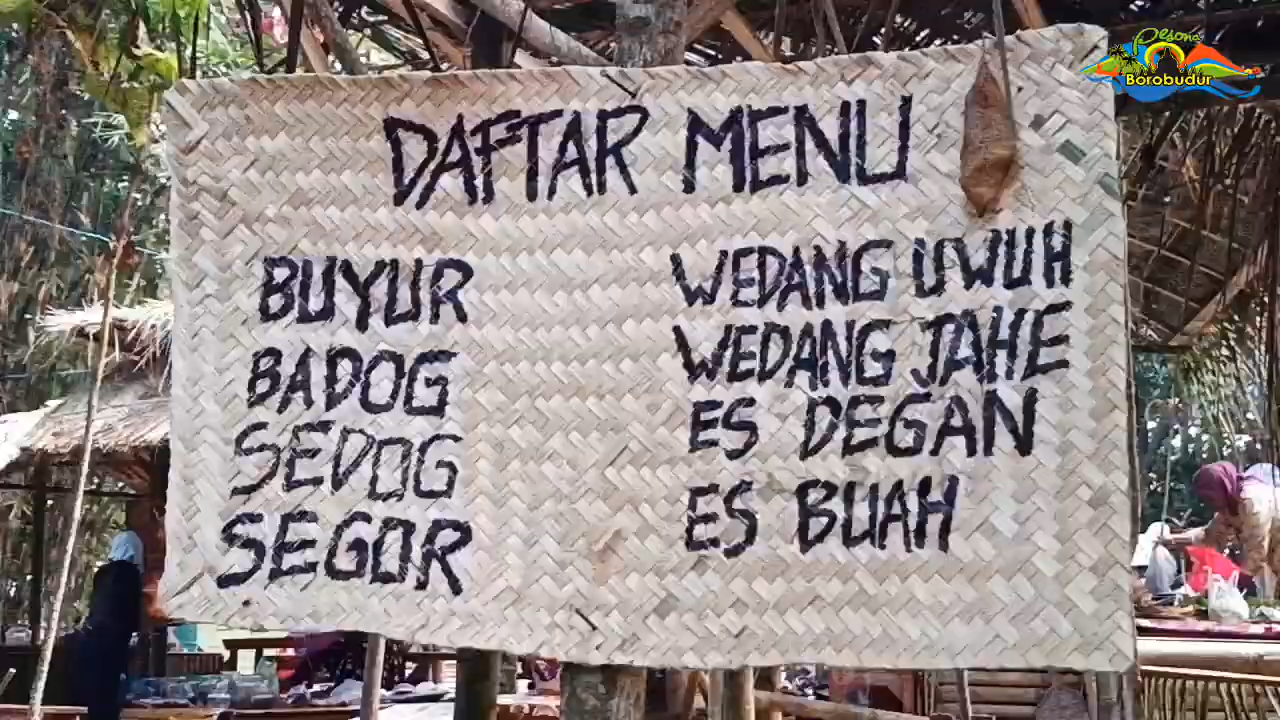 Pesona
Borobudur
DAFTAR MENU
BUYUR
BADOG
SEDOG
SEGOR
WEDANG UWUH
WEDANG JAHE
ES DEGAN
ES BUAH